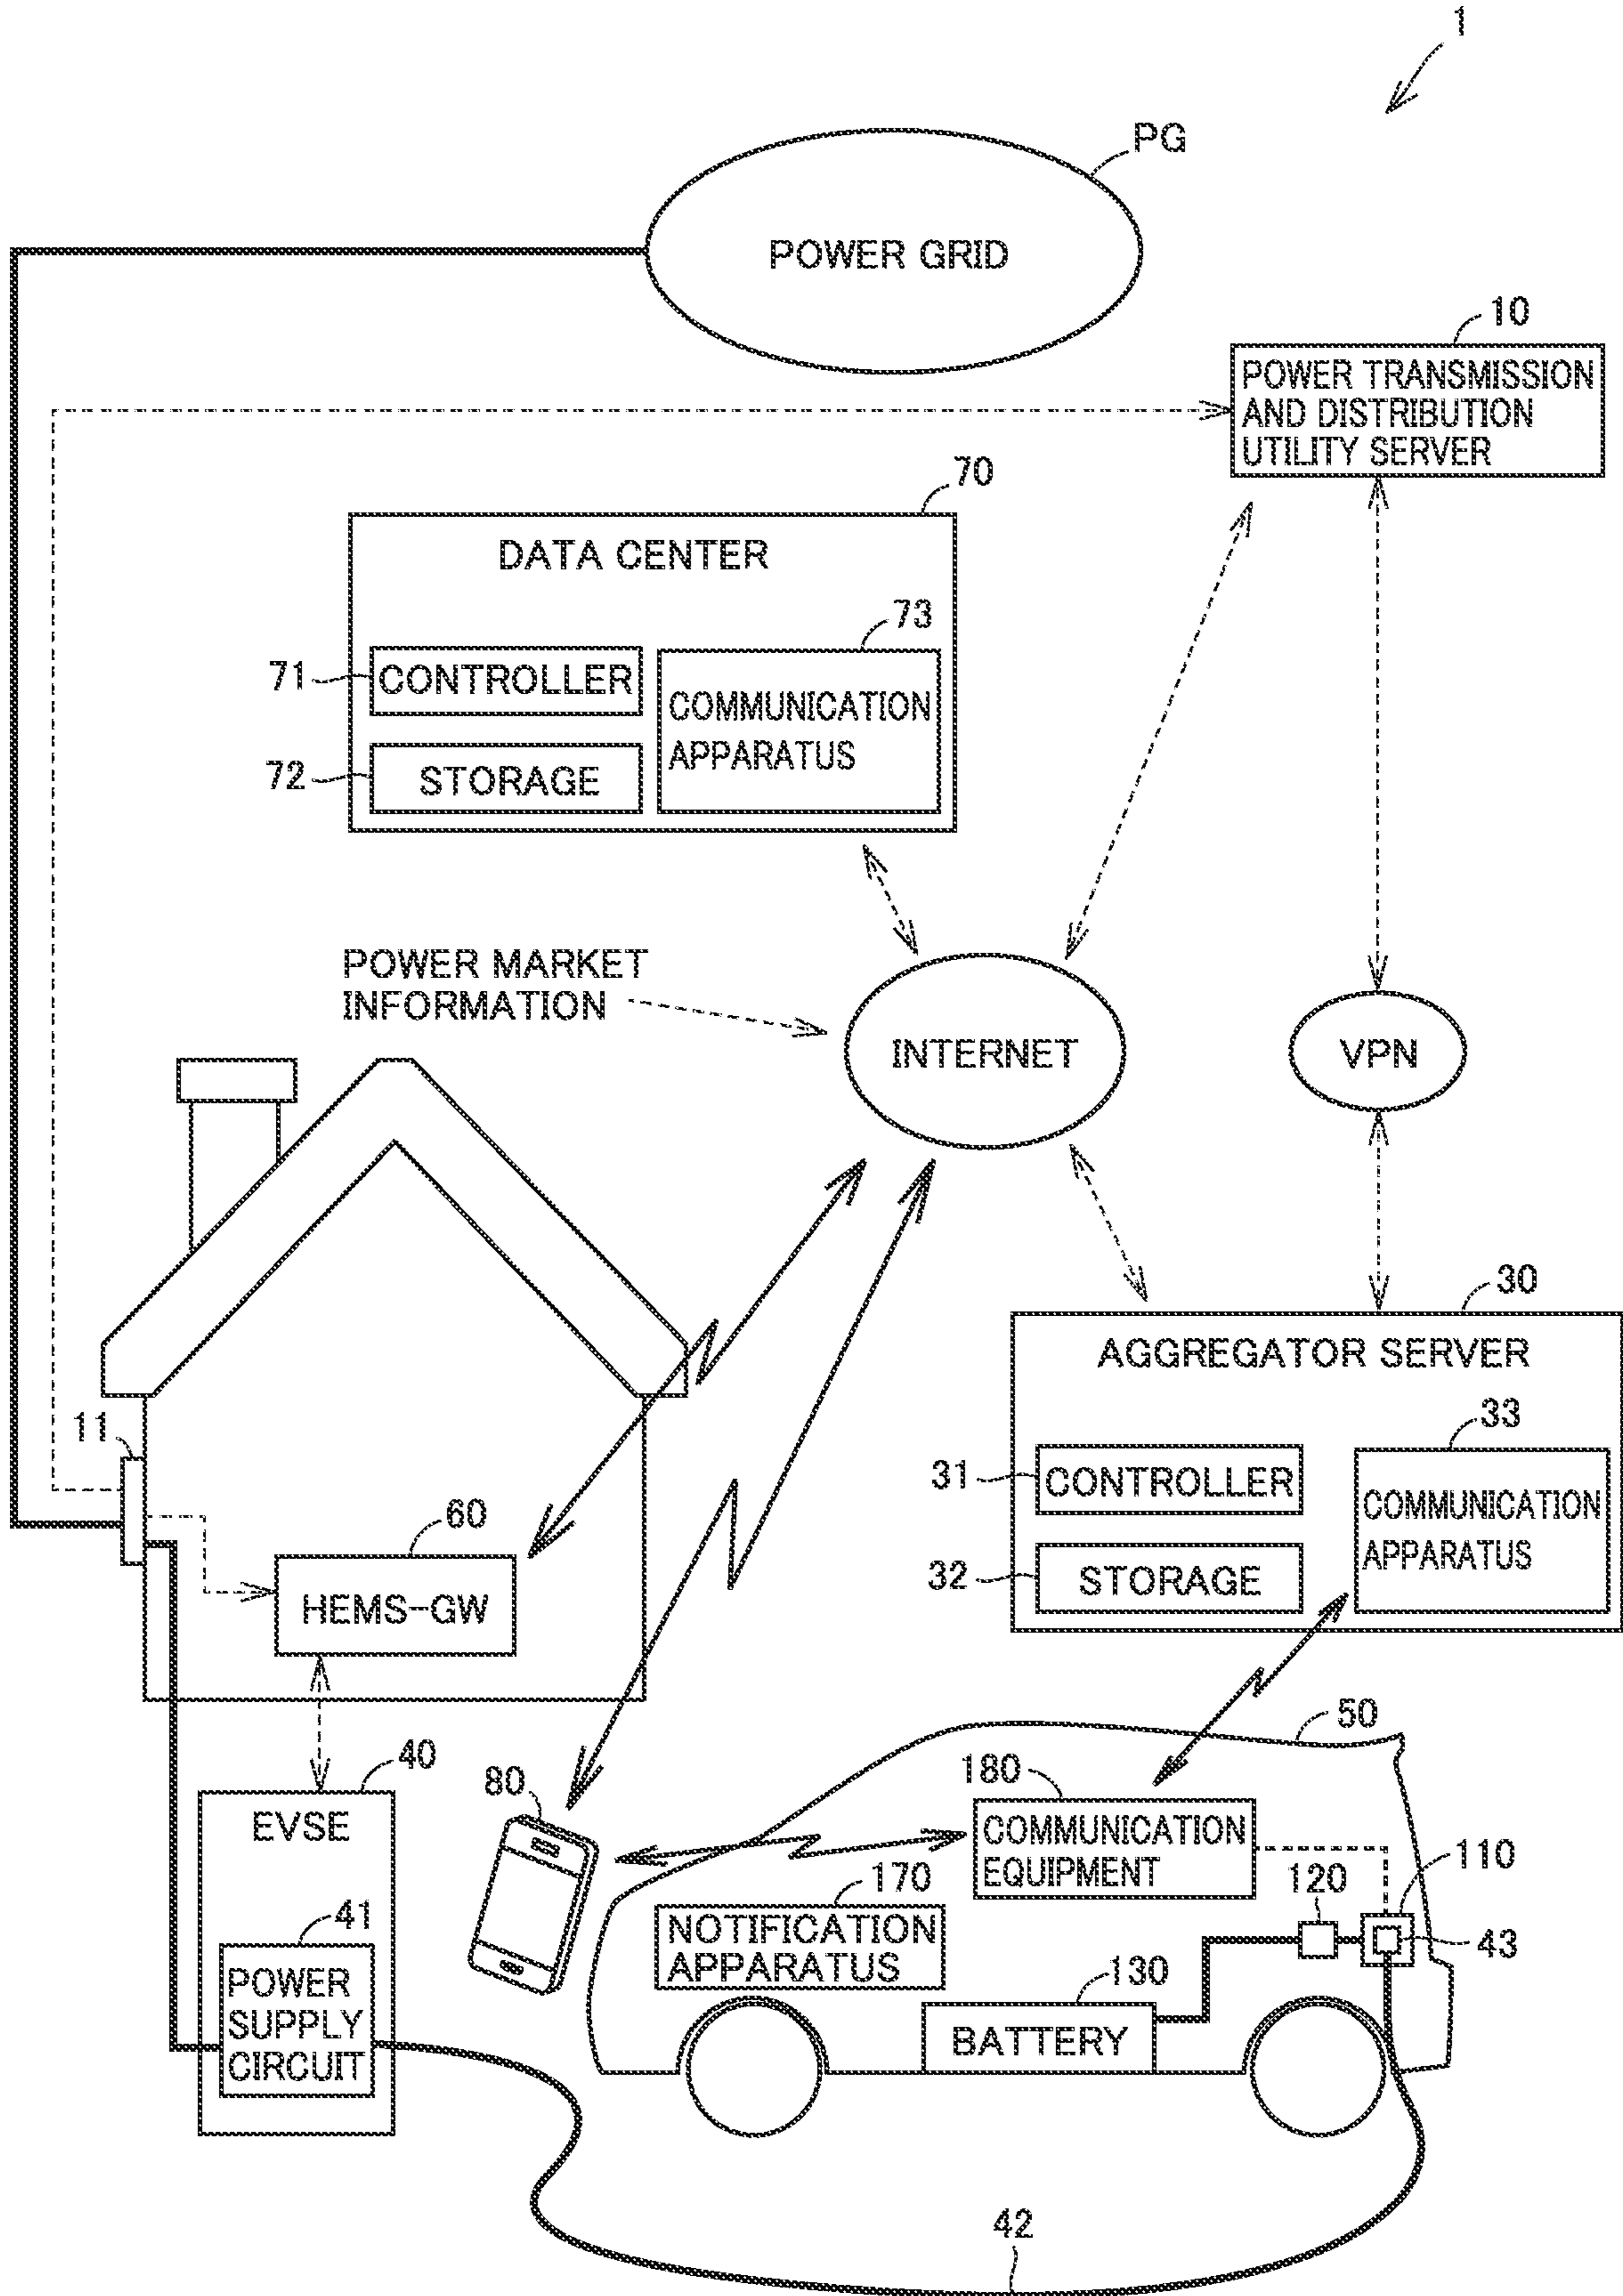 1
PG
POWER GRID
10
POWER TRANSMISSION
AND DISTRIBUTION
UTILITY SERVER
70
DATA CENTER
73
71
CONTROLLER
COMMUNICATION
APPARATUS
72
STORAGE
POWER MARKET
INFORMATION
INTERNET
VPN
30
AGGREGATOR SERVER
11
33
31
CONTROLLER
COMMUNICATION
APPARATUS
60
32
STORAGE
HEMS-GW
50
40
80
180
EVSE
COMMUNICATION
EQUIPMENT
110
120
170
41
NOTIFICATION
APPARATUS
43
130
POWER
SUPPLY
CIRCUIT
BATTERY
42